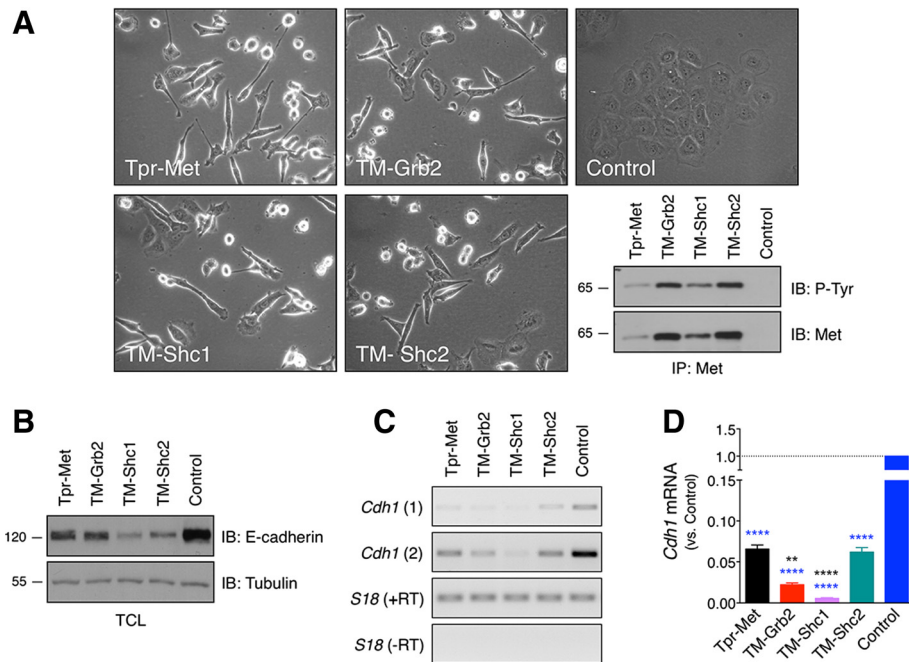 A
Tpr-Met
TM-Grb2
Control
TM-Shc1
TM- Shc2
Tpr-Met
TM-Grb2
TM-Shc1
TM-Shc2
Control
65
IB: P-Tyr
65
IB: Met
IP: Met
B
Tpr-Met
TM-Grb2
TM-Shc1
TM-Shc2
Control
120
IB: E-cadherin
55
IB: Tubulin
TCL
C
Tpr-Met
TM-Grb2
TM-Shc1
TM-Shc2
Control
Cdh1 (1)
Cdh1 (2)
S18 (+RT)
S18 (-RT)
D
Cdh1 mRNA
(vs. Control)
1.5
1.0
0.15
0.10
0.05
0.00
****
**
****
****
****
****
Tpr-Met
TM-Grb2
TM-Shc1
TM-Shc2
Control